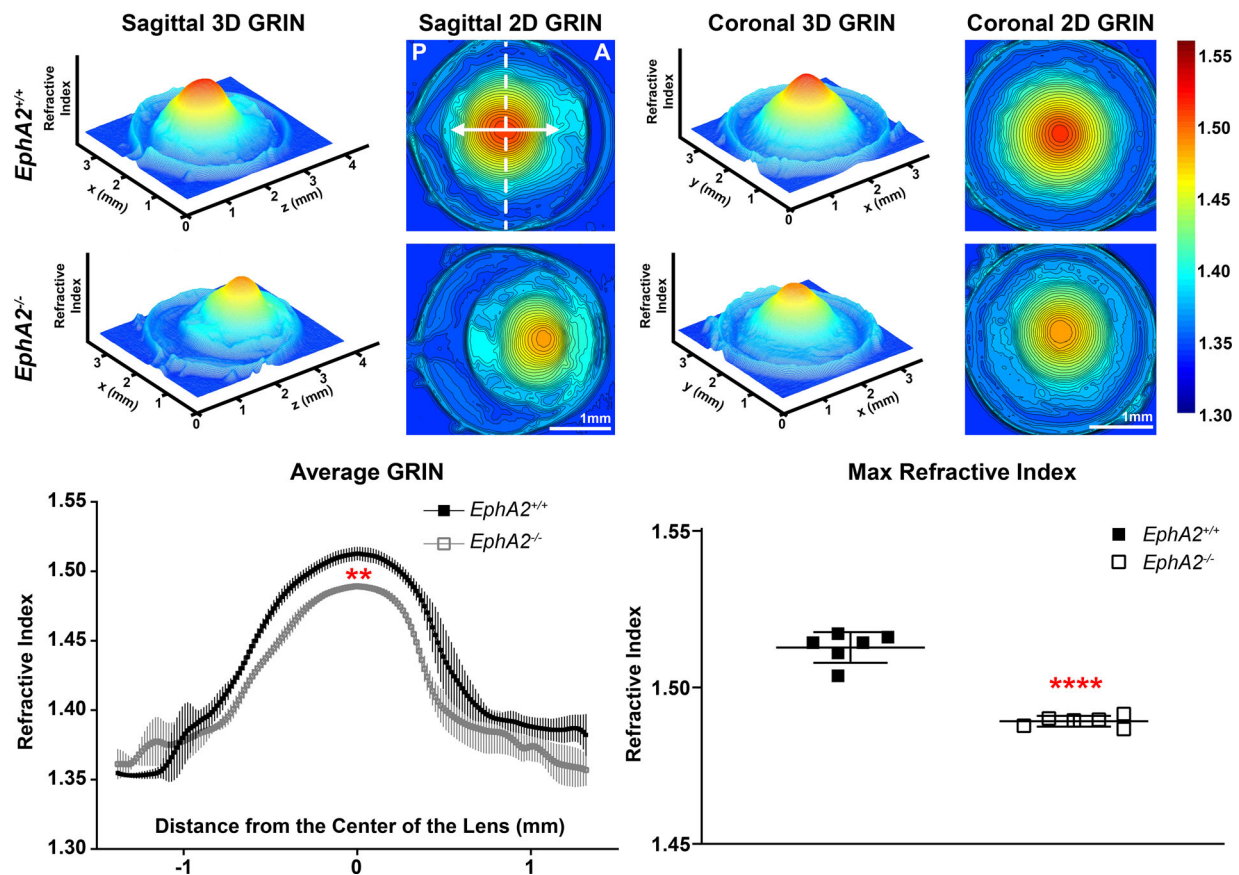 Sagittal 3D GRIN
Sagittal 2D GRIN
Coronal 3D GRIN
Coronal 2D GRIN
EphA2+/+
Refractive
Index
3
2
1
0
x (mm)
1
2
3
4
z (mm)
P
A
Refractive
Index
3
2
1
0
y (mm)
1
2
3
x (mm)
1.55
1.50
1.45
1.40
1.35
1.30
EphA2-/-
Refractive
Index
3
2
1
0
x (mm)
1
2
3
4
z (mm)
1mm
Refractive
Index
3
2
1
0
y (mm)
1
2
3
x (mm)
1mm
Average GRIN
EphA2+/+
EphA2-/-
**
Refractive Index
1.55
1.50
1.45
1.40
1.35
1.30
Distance from the Center of the Lens (mm)
-1
0
1
Max Refractive Index
EphA2+/+
EphA2-/-
****
Refractive Index
1.55
1.50
1.45